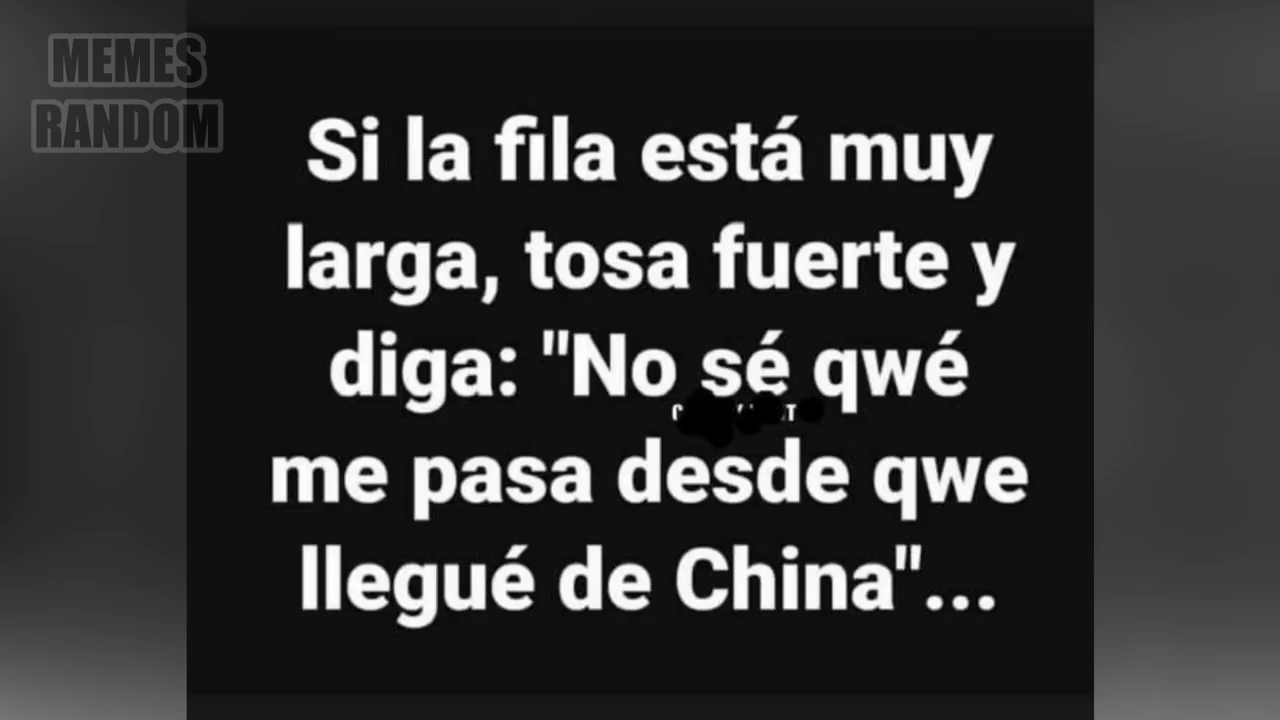 MEMES
RANDOM
Si la fila está muy
larga, tosa fuerte y
diga: "No sé qwé
me pasa desde qwe
llegué de China"...